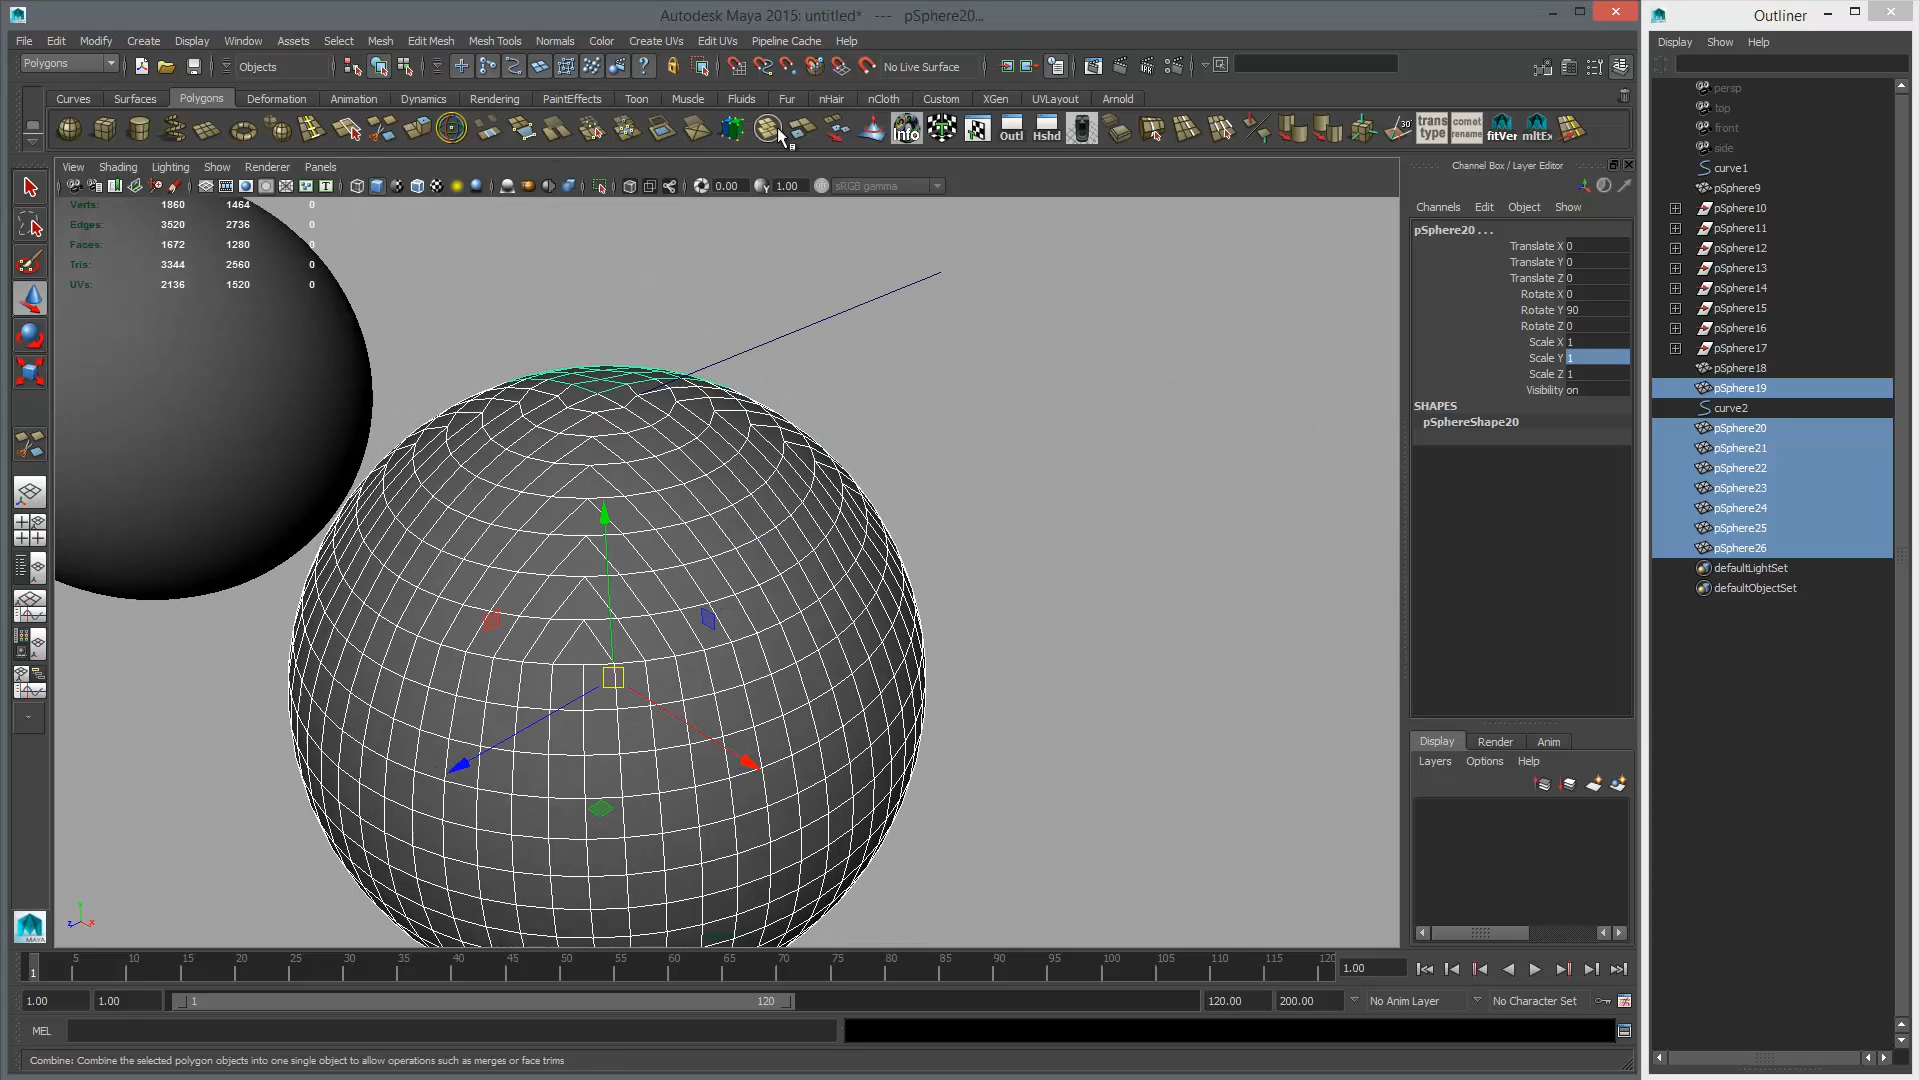 Autodesk Maya 2015: untitled* --- pSphere20...
Outliner
File Edit Modify Create Display Window Assets Select Mesh Edit Mesh Mesh Tools Normals Color Create UVs Edit UVs Pipeline Cache Help
Display Show Help
Polygons
Objects
No Live Surface
Curves Surfaces Polygons Deformation Animation Dynamics Rendering PaintEffects Toon Muscle Fluids Fur nHair nCloth Custom XGen UVLayout Arnold
Info
Outl
Hshd
30°
trans type
comet rename
fitVer
mltEx
View Shading Lighting Show Renderer Panels
0.00
1.00
sRGB gamma
Verts: 1860 1464 0
Edges: 3520 2736 0
Faces: 1672 1280 0
Tris: 3344 2560 0
UVs: 2136 1520 0
Channel Box / Layer Editor
Channels Edit Object Show
pSphere20 . . .
Translate X 0
Translate Y 0
Translate Z 0
Rotate X 0
Rotate Y 90
Rotate Z 0
Scale X 1
Scale Y 1
Scale Z 1
Visibility on
SHAPES
pSphereShape20
Display Render Anim
Layers Options Help
persp
top
front
side
curve1
pSphere9
pSphere10
pSphere11
pSphere12
pSphere13
pSphere14
pSphere15
pSphere16
pSphere17
pSphere18
pSphere19
curve2
pSphere20
pSphere21
pSphere22
pSphere23
pSphere24
pSphere25
pSphere26
defaultLightSet
defaultObjectSet
y
z
x
MAYA
1 5 10 15 20 25 30 35 40 45 50 55 60 65 70 75 80 85 90 95 100 105 110 115 120
1.00
1.00 1.00 1 120 120.00 200.00 No Anim Layer No Character Set
MEL
Combine: Combine the selected polygon objects into one single object to allow operations such as merges or face trims